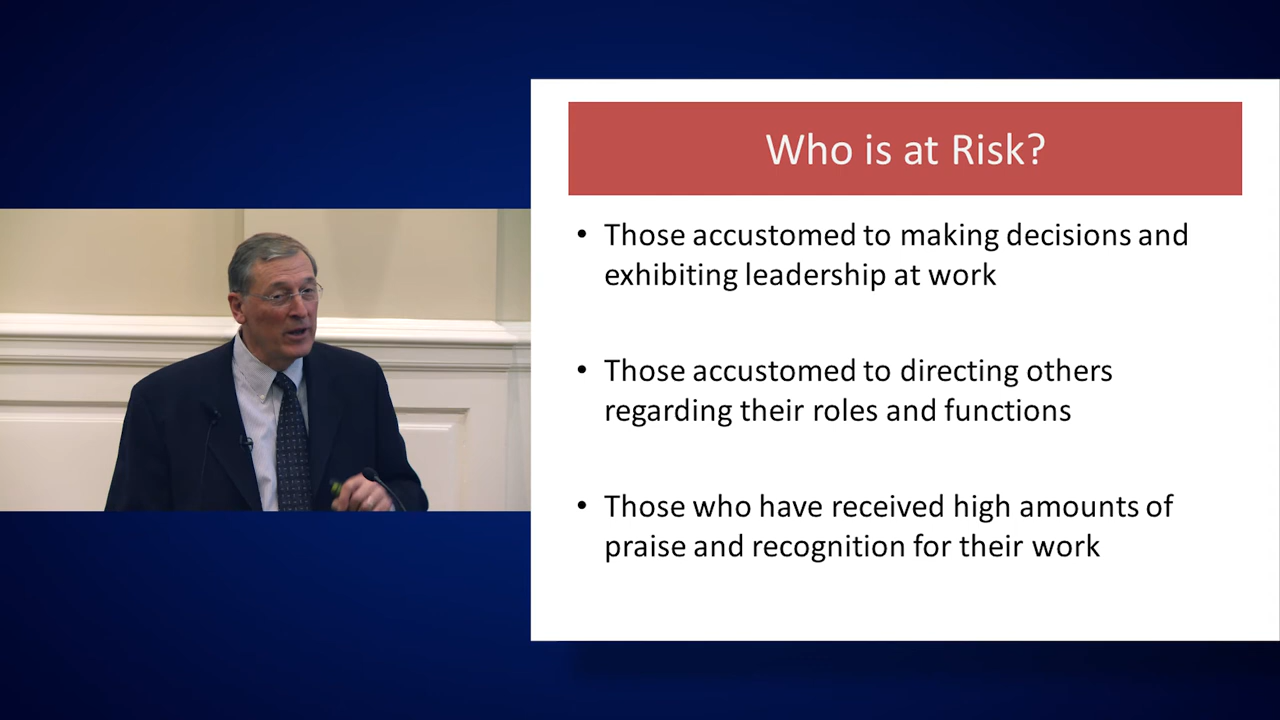 Who is at Risk?
• Those accustomed to making decisions and
exhibiting leadership at work
• Those accustomed to directing others
regarding their roles and functions
• Those who have received high amounts of
praise and recognition for their work